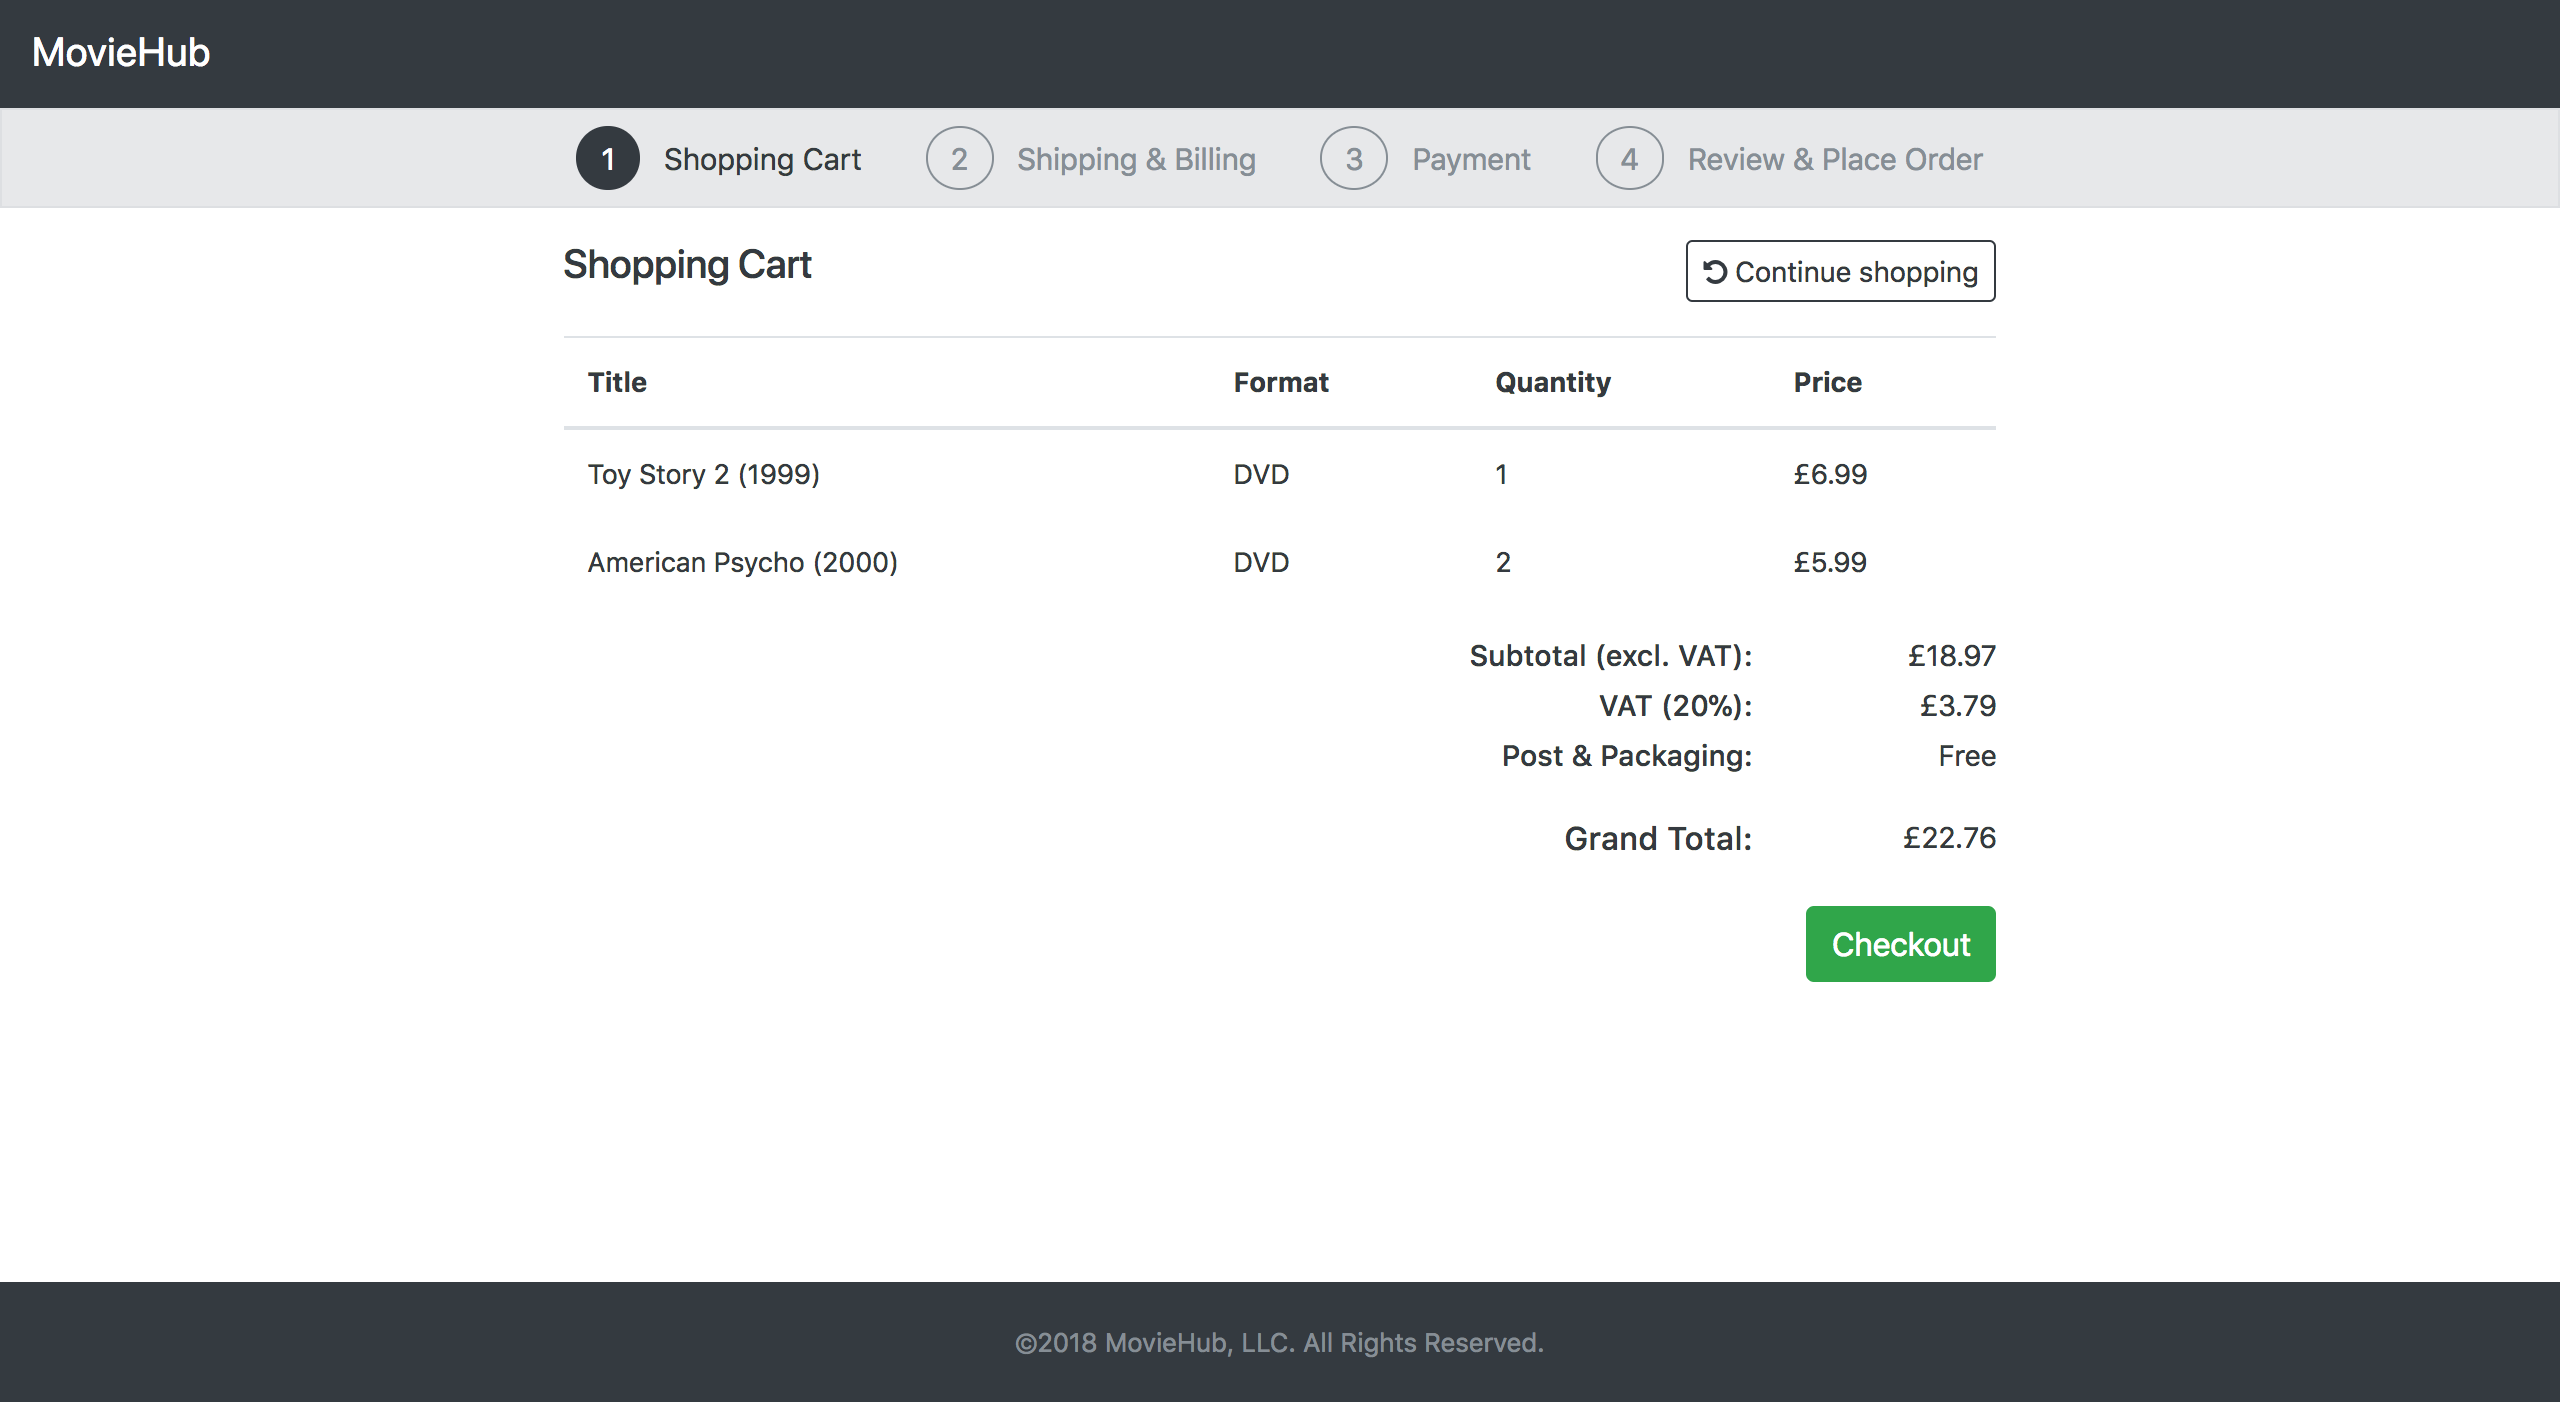 MovieHub
1 Shopping Cart 2 Shipping & Billing 3 Payment 4 Review & Place Order
Shopping Cart
Continue shopping
Title Format Quantity Price
Toy Story 2 (1999) DVD 1 £6.99
American Psycho (2000) DVD 2 £5.99
Subtotal (excl. VAT): £18.97
VAT (20%): £3.79
Post & Packaging: Free
Grand Total: £22.76
Checkout
©2018 MovieHub, LLC. All Rights Reserved.